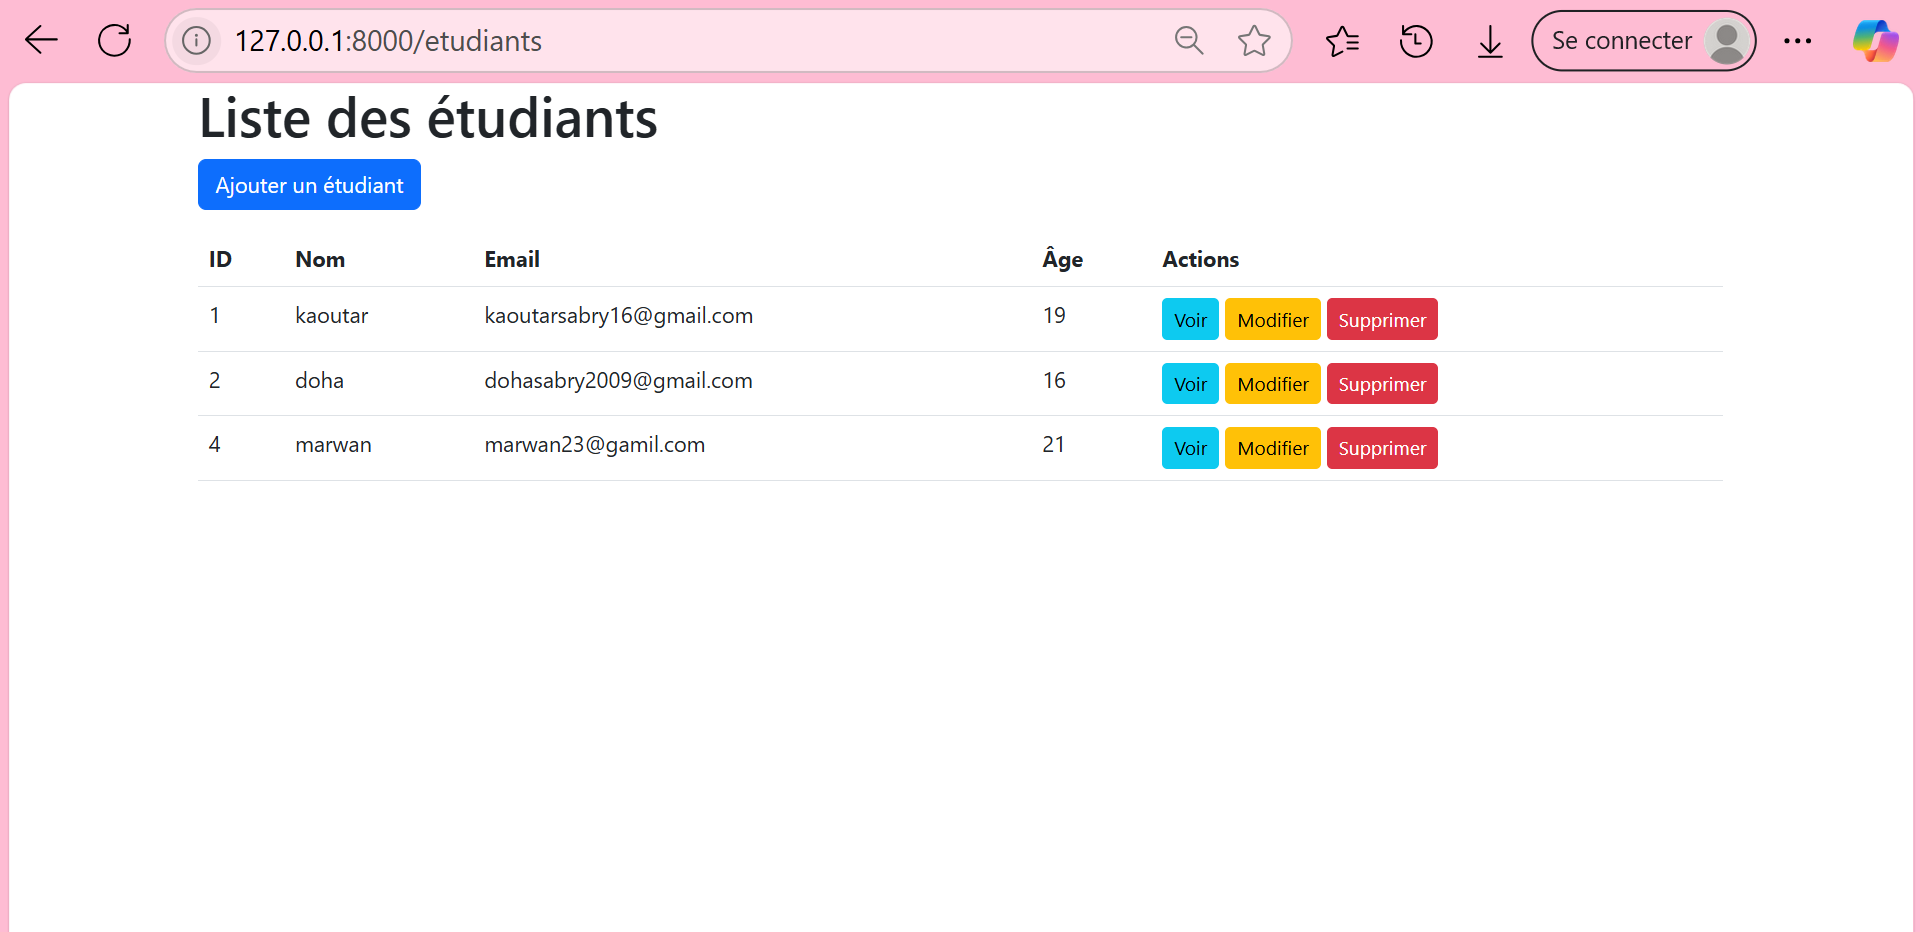 127.0.0.1:8000/etudiants
Se connecter
Liste des étudiants
Ajouter un étudiant
ID Nom Email Âge Actions
1 kaoutar kaoutarsabry16@gmail.com 19 Voir Modifier Supprimer
2 doha dohasabry2009@gmail.com 16 Voir Modifier Supprimer
4 marwan marwan23@gamil.com 21 Voir Modifier Supprimer